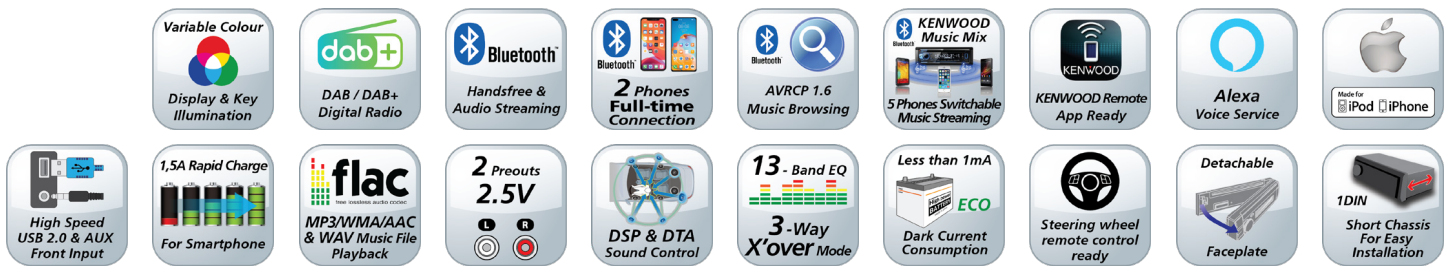 Variable Colour
Display & Key
Illumination
dab+
DAB / DAB+
Digital Radio
Bluetooth™
Handsfree &
Audio Streaming
Bluetooth™
2 Phones
Full-time
Connection
Bluetooth™
AVRCP 1.6
Music Browsing
KENWOOD
Music Mix
Bluetooth
5 Phones Switchable
Music Streaming
KENWOOD
KENWOOD Remote
App Ready
Alexa
Voice Service
Made for
iPod iPhone
High Speed
USB 2.0 & AUX
Front Input
1,5A Rapid Charge
For Smartphone
flac
free lossless audio codec
MP3/WMA/AAC
& WAV Music File
Playback
2 Preouts
2.5V
L R
DSP & DTA
Sound Control
13 - Band EQ
3 -Way
X'over Mode
Less than 1mA
BATTERY
ECO
Dark Current
Consumption
Steering wheel
remote control
ready
Detachable
Faceplate
1DIN
Short Chassis
For Easy
Installation